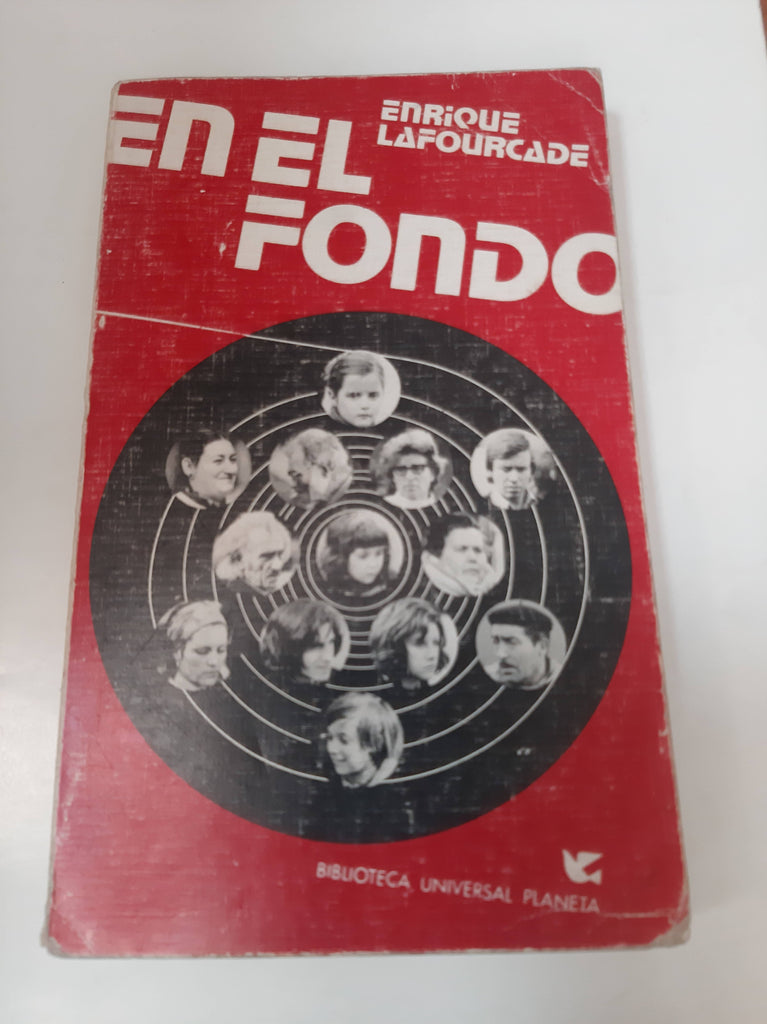 EN EL
FONDO
ENRIQUE
LAFOURCADE
BIBLIOTECA UNIVERSAL PLANETA